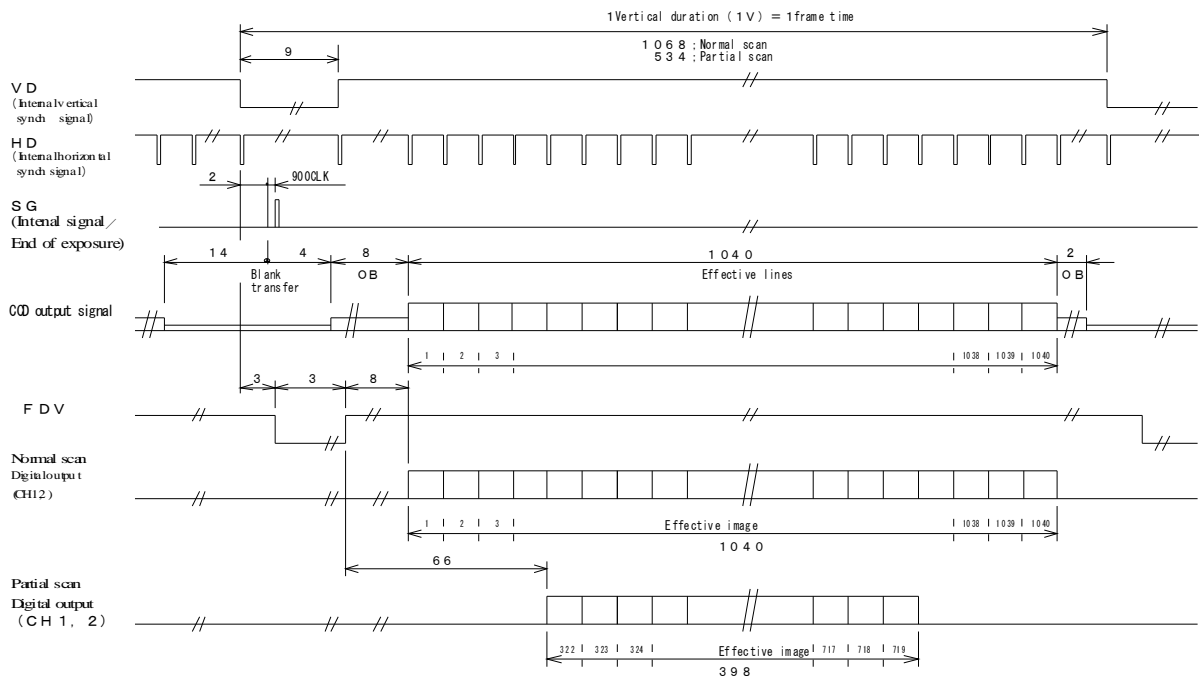 1Vertical duration (1V) = 1frame time
1068 ; Normal scan
534 ; Partial scan
9
VD
(Internal vertical
synch signal)
HD
(Internal horizontal
synch signal)
2
900CLK
SG
(Intenal signal/
End of exposure)
14
4
8
1040
2
Blank
transfer
OB
Effective lines
OB
CCD output signal
1 2 3 1038 1039 1040
3
3
8
FDV
Normal scan
Digital output
(CH12)
1 2 3 Effective image 1038 1039 1040
1040
66
Partial scan
Digital output
(CH1, 2)
322 323 324 Effective image 717 718 719
398